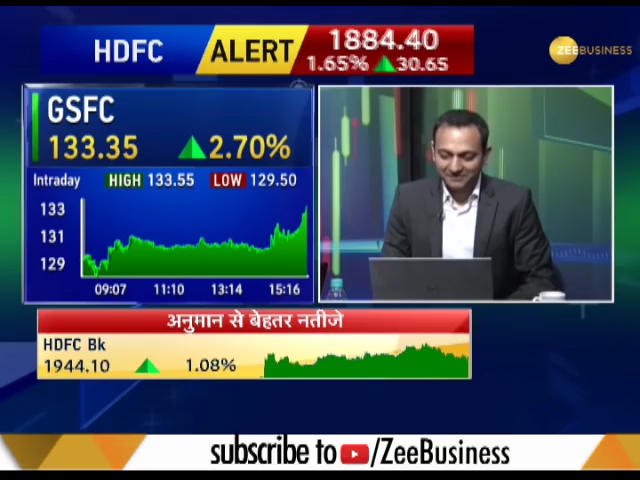 HDFC ALERT 1884.40
1.65% 30.65
ZEEBUSINESS
GSFC
133.35 2.70%
Intraday HIGH 133.55 LOW 129.50
133
131
129
09:07 11:10 13:14 15:16
अनुमान से बेहतर नतीजे
HDFC Bk
1944.10 1.08%
subscribe to /ZeeBusiness